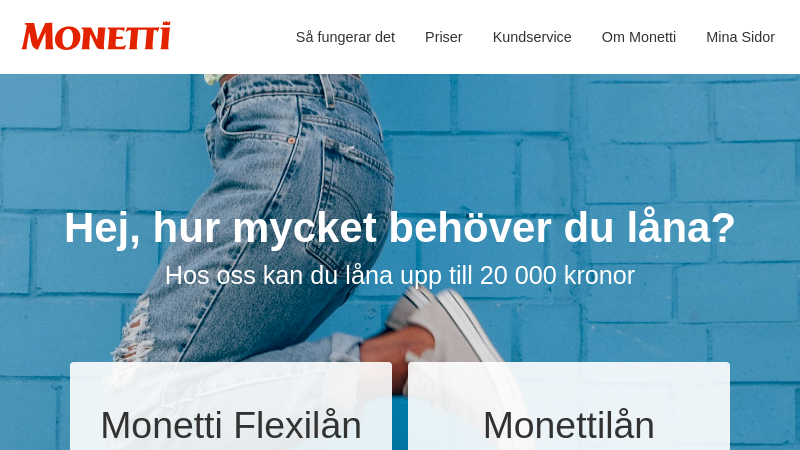 MONETTI
Så fungerar det
Priser
Kundservice
Om Monetti
Mina Sidor
Hej, hur mycket behöver du låna?
Hos oss kan du låna upp till 20 000 kronor
Monetti Flexilån
Monettilån